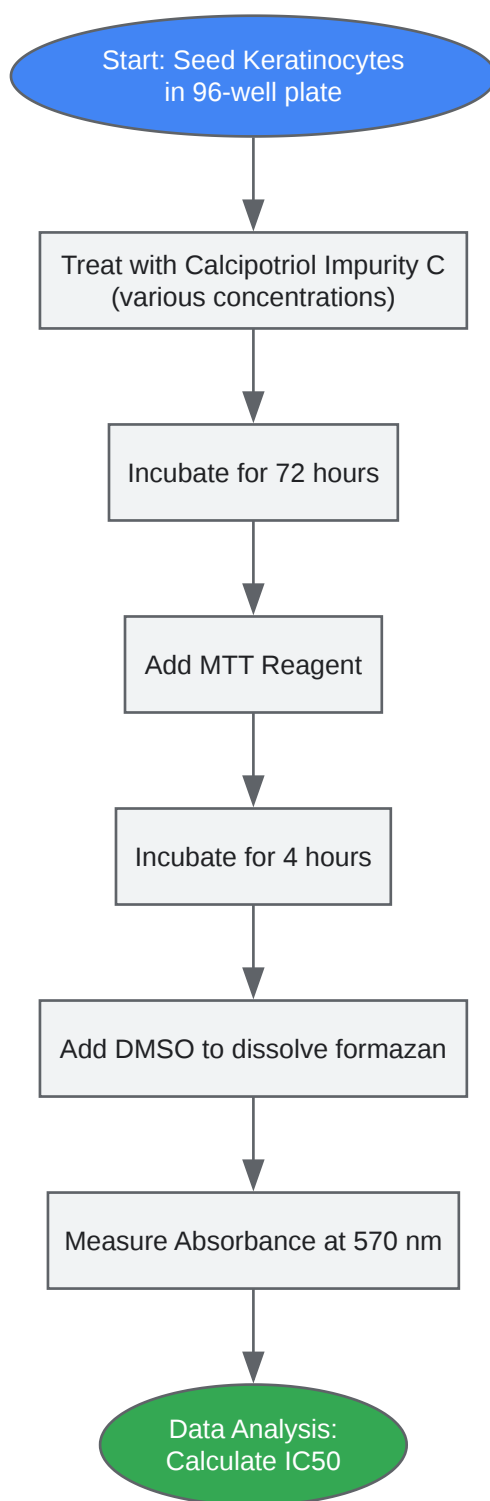 Start: Seed Keratinocytes
in 96-well plate
Treat with Calcipotriol Impurity C
(various concentrations)
Incubate for 72 hours
Add MTT Reagent
Incubate for 4 hours
Add DMSO to dissolve formazan
Measure Absorbance at 570 nm
Data Analysis:
Calculate IC50